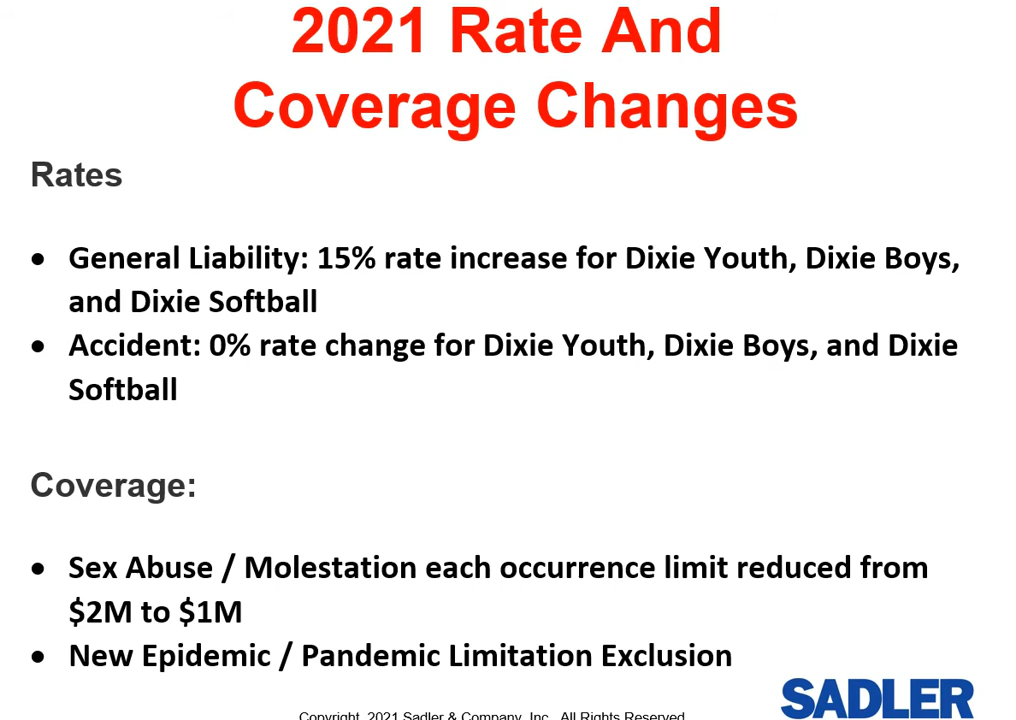 2021 Rate And
Coverage Changes
Rates
• General Liability: 15% rate increase for Dixie Youth, Dixie Boys,
and Dixie Softball
• Accident: 0% rate change for Dixie Youth, Dixie Boys, and Dixie
Softball
Coverage:
• Sex Abuse / Molestation each occurrence limit reduced from
$2M to $1M
• New Epidemic / Pandemic Limitation Exclusion
SADLER
Copyright, 2021 Sadler & Company, Inc., All Rights Reserved